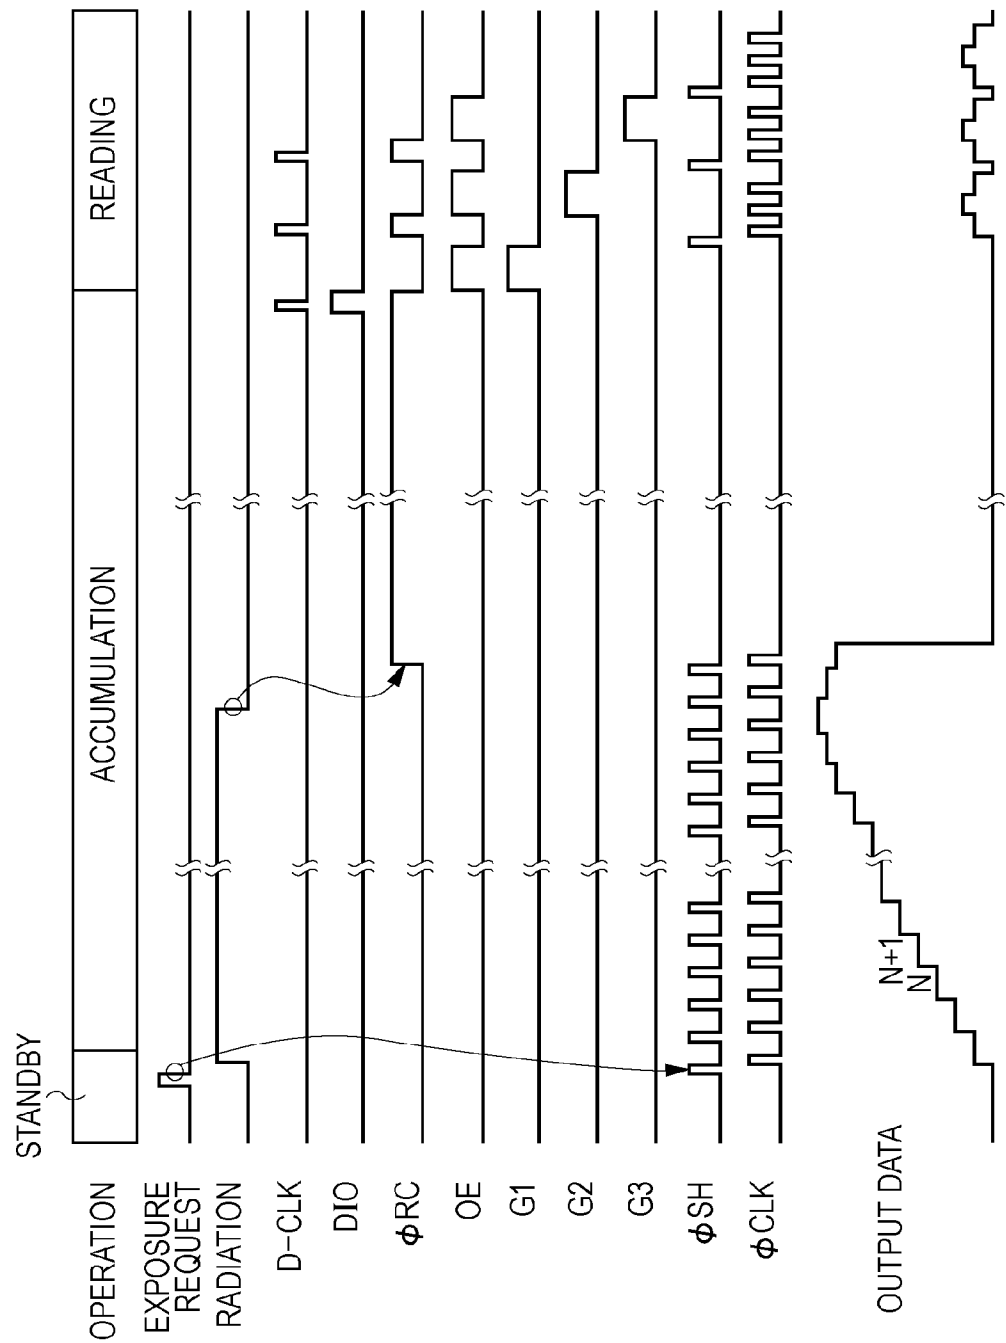 STANDBY
OPERATION
ACCUMULATION
READING
EXPOSURE
REQUEST
RADIATION
D-CLK
DIO
ϕRC
OE
G1
G2
G3
ϕSH
ϕCLK
OUTPUT DATA
N
N+1